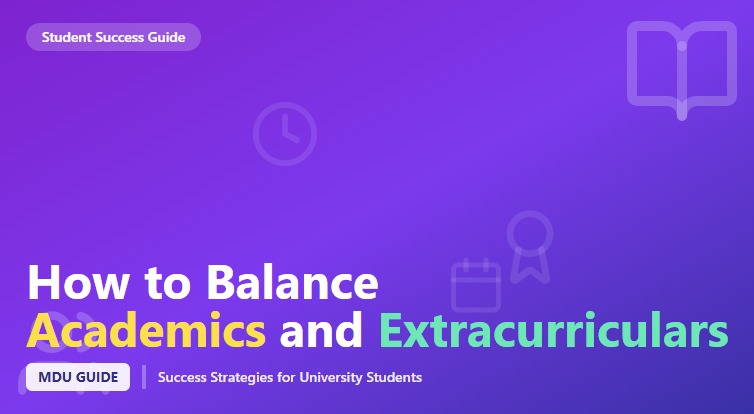 Student Success Guide
How to Balance
Academics and Extracurriculars
MDU GUIDE
Success Strategies for University Students